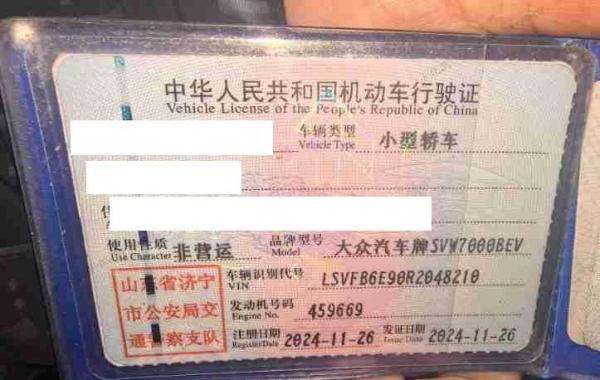 中华人民共和国机动车行驶证
Vehicle License of the People's Republic of China
车辆类型 小型轿车
Vehicle Type
使用性质 非营运 品牌型号 大众汽车牌SVW7000BEV
Use Character Model
山东省济宁
市公安局交
通警察支队
车辆识别代号 LSVFB6E90R2048210
VIN
发动机号码 459669
Engine No.
注册日期 2024-11-26 发证日期 2024-11-26
Register Date Issue Date